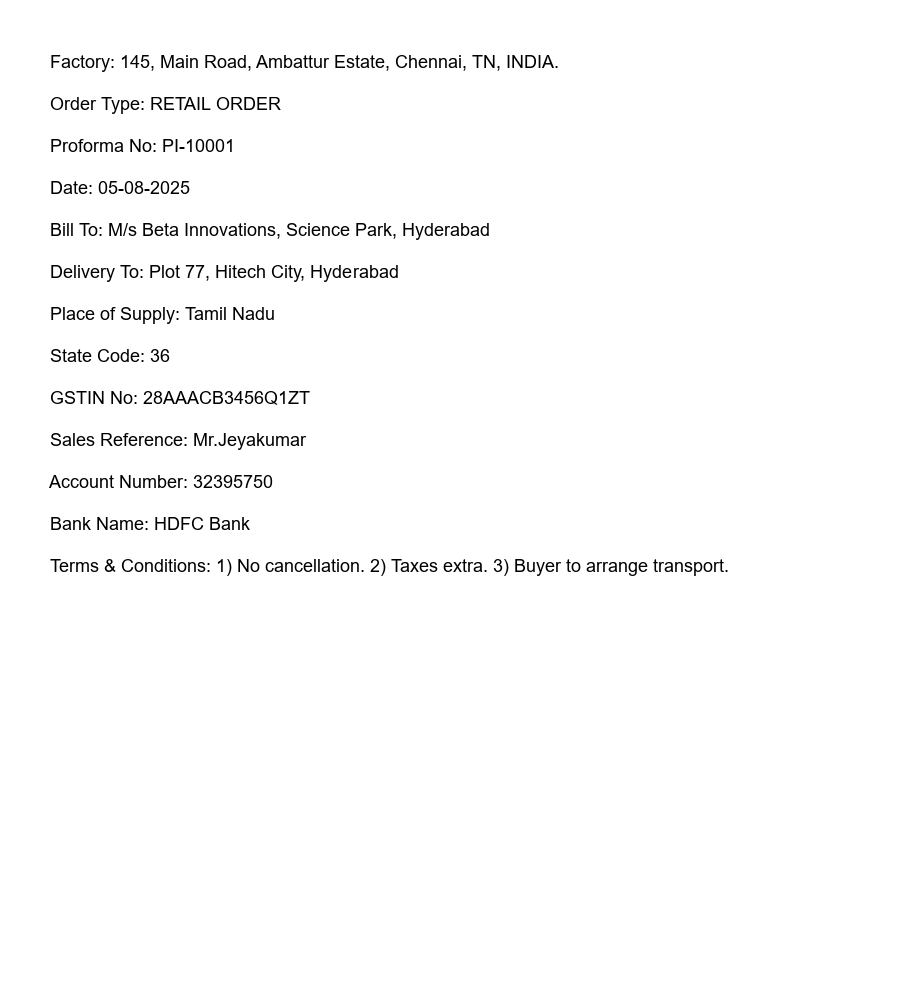 Factory: 145, Main Road, Ambattur Estate, Chennai, TN, INDIA.
Order Type: RETAIL ORDER
Proforma No: PI-10001
Date: 05-08-2025
Bill To: M/s Beta Innovations, Science Park, Hyderabad
Delivery To: Plot 77, Hitech City, Hyderabad
Place of Supply: Tamil Nadu
State Code: 36
GSTIN No: 28AAACB3456Q1ZT
Sales Reference: Mr.Jeyakumar
Account Number: 32395750
Bank Name: HDFC Bank
Terms & Conditions: 1) No cancellation. 2) Taxes extra. 3) Buyer to arrange transport.